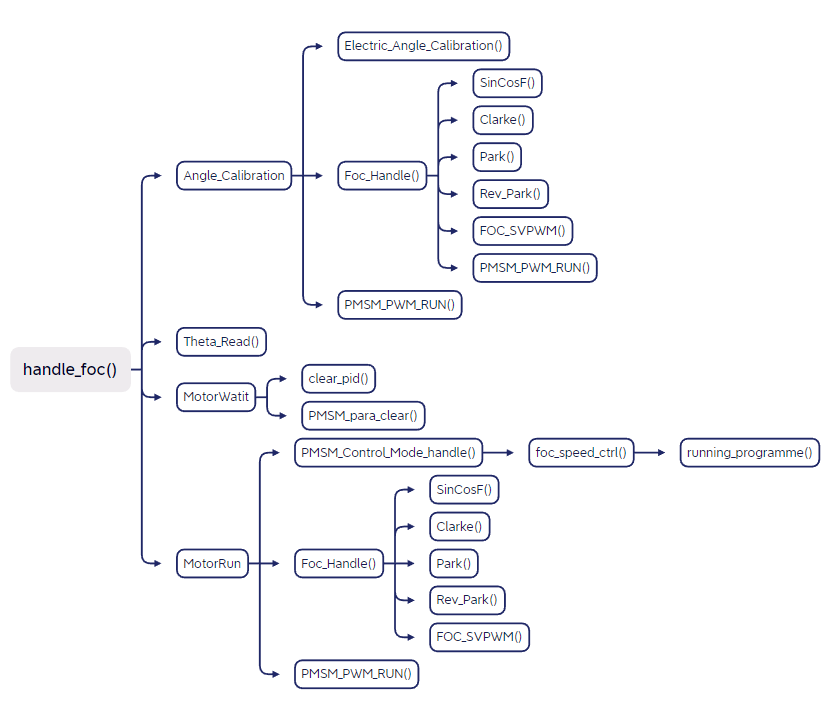 Electric_Angle_Calibration()
SinCosF()
Clarke()
Park()
Angle_Calibration
Foc_Handle()
Rev_Park()
FOC_SVPWM()
PMSM_PWM_RUN()
PMSM_PWM_RUN()
Theta_Read()
handle_foc()
clear_pid()
MotorWatit
PMSM_para_clear()
PMSM_Control_Mode_handle()
foc_speed_ctrl()
running_programme()
SinCosF()
Clarke()
MotorRun
Foc_Handle()
Park()
Rev_Park()
FOC_SVPWM()
PMSM_PWM_RUN()